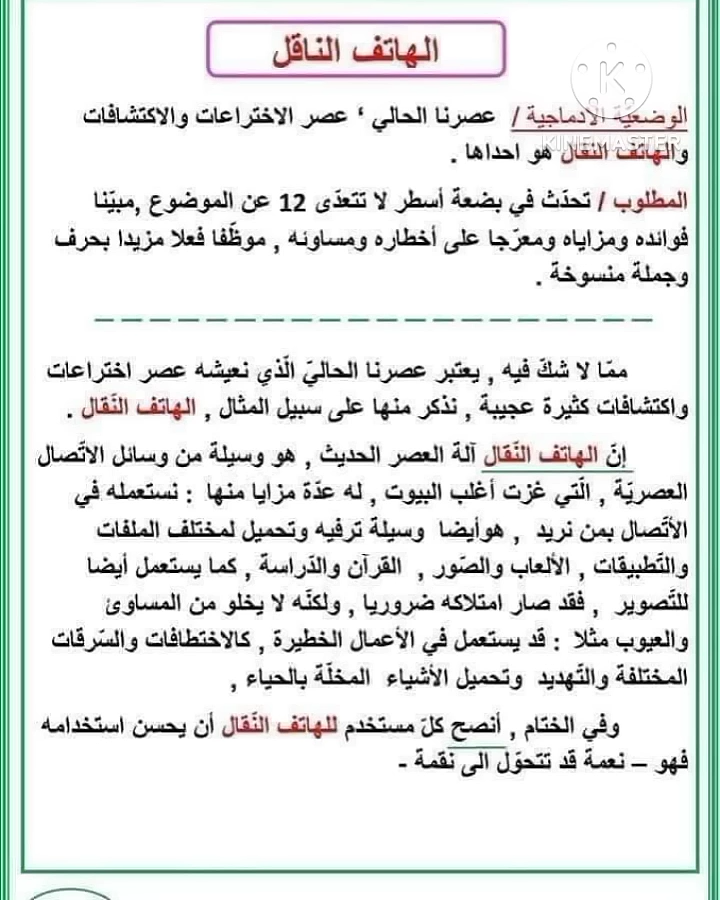 الهاتف الناقل
الوضعيّة الادماجية / عصرنا الحالي ‘ عصر الاختراعات والاكتشافات
والهاتف النقال هو احداها .
KINEMASTER
المطلوب / تحدّث في بضعة أسطر لا تتعدّى 12 عن الموضوع ,مبيّنا
فوائده ومزاياه ومعرّجا على أخطاره ومساوئه , موظّفا فعلا مزيدا بحرف
وجملة منسوخة .
ممّا لا شكّ فيه , يعتبر عصرنا الحاليّ الّذي نعيشه عصر اختراعات
واكتشافات كثيرة عجيبة , نذكر منها على سبيل المثال , الهاتف النّقال .
إنّ الهاتف النّقال آلة العصر الحديث , هو وسيلة من وسائل الاتّصال
العصريّة , الّتي غزت أغلب البيوت , له عدّة مزايا منها : نستعمله في
الأتّصال بمن نريد , هوأيضا وسيلة ترفيه وتحميل لمختلف الملفات
والتّطبيقات , الألعاب والصّور , القرآن والدّراسة , كما يستعمل أيضا
للتّصوير , فقد صار امتلاكه ضروريا , ولكنّه لا يخلو من المساوئ
والعيوب مثلا : قد يستعمل في الأعمال الخطيرة , كالاختطافات والسّرقات
المختلفة والتّهديد وتحميل الأشياء المخلّة بالحياء ,
وفي الختام , أنصح كلّ مستخدم للهاتف النّقال أن يحسن استخدامه
فهو – نعمة قد تتحوّل الى نقمة -